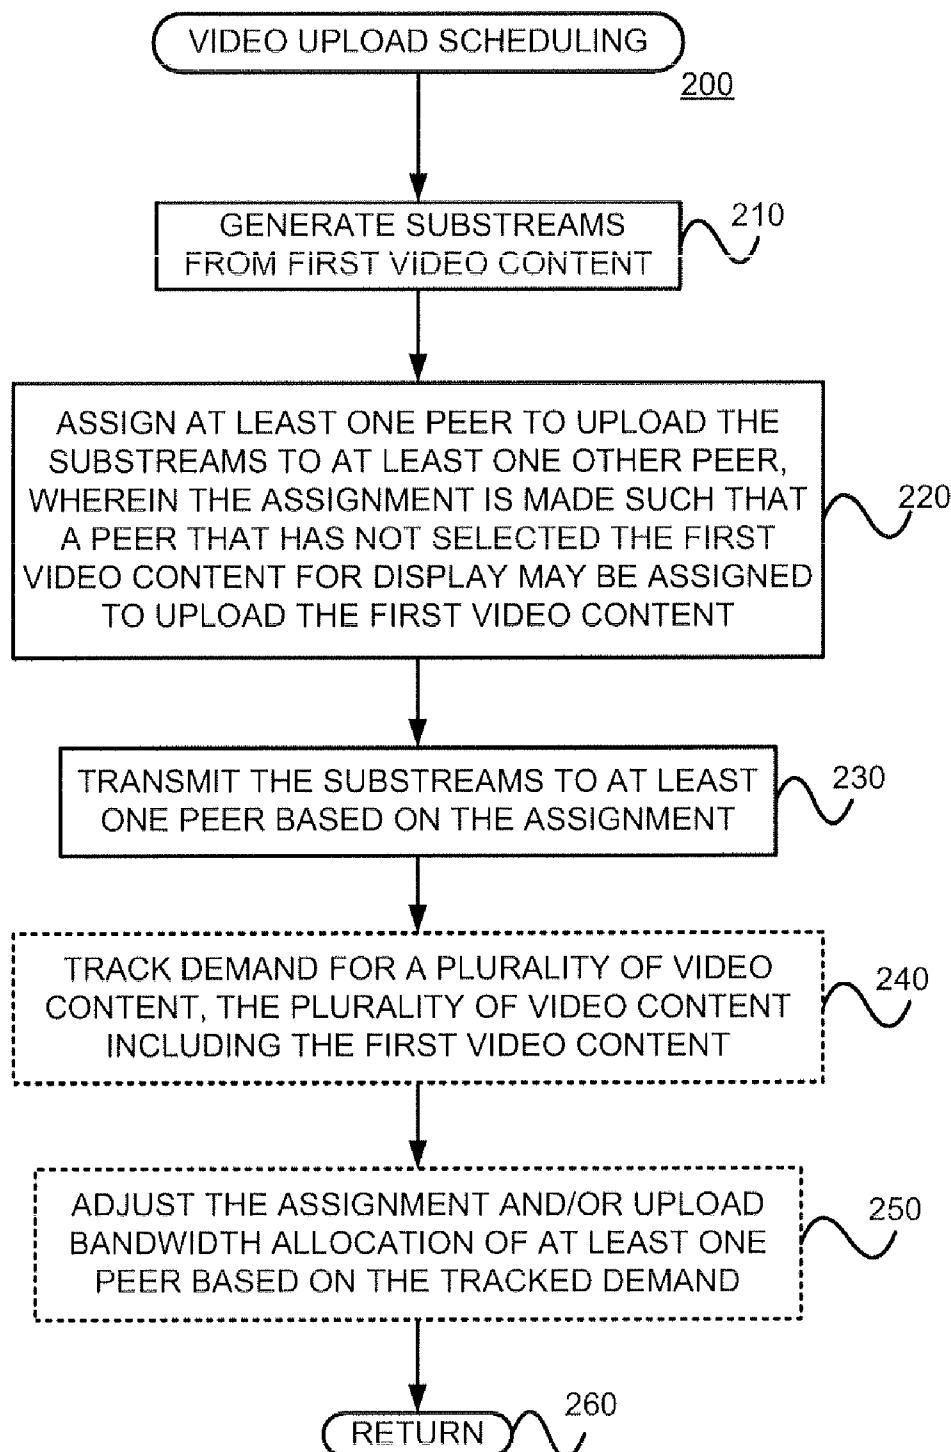 VIDEO UPLOAD SCHEDULING
200
GENERATE SUBSTREAMS
FROM FIRST VIDEO CONTENT
210
ASSIGN AT LEAST ONE PEER TO UPLOAD THE
SUBSTREAMS TO AT LEAST ONE OTHER PEER,
WHEREIN THE ASSIGNMENT IS MADE SUCH THAT
A PEER THAT HAS NOT SELECTED THE FIRST
VIDEO CONTENT FOR DISPLAY MAY BE ASSIGNED
TO UPLOAD THE FIRST VIDEO CONTENT
220
TRANSMIT THE SUBSTREAMS TO AT LEAST
ONE PEER BASED ON THE ASSIGNMENT
230
TRACK DEMAND FOR A PLURALITY OF VIDEO
CONTENT, THE PLURALITY OF VIDEO CONTENT
INCLUDING THE FIRST VIDEO CONTENT
240
ADJUST THE ASSIGNMENT AND/OR UPLOAD
BANDWIDTH ALLOCATION OF AT LEAST ONE
PEER BASED ON THE TRACKED DEMAND
250
RETURN
260